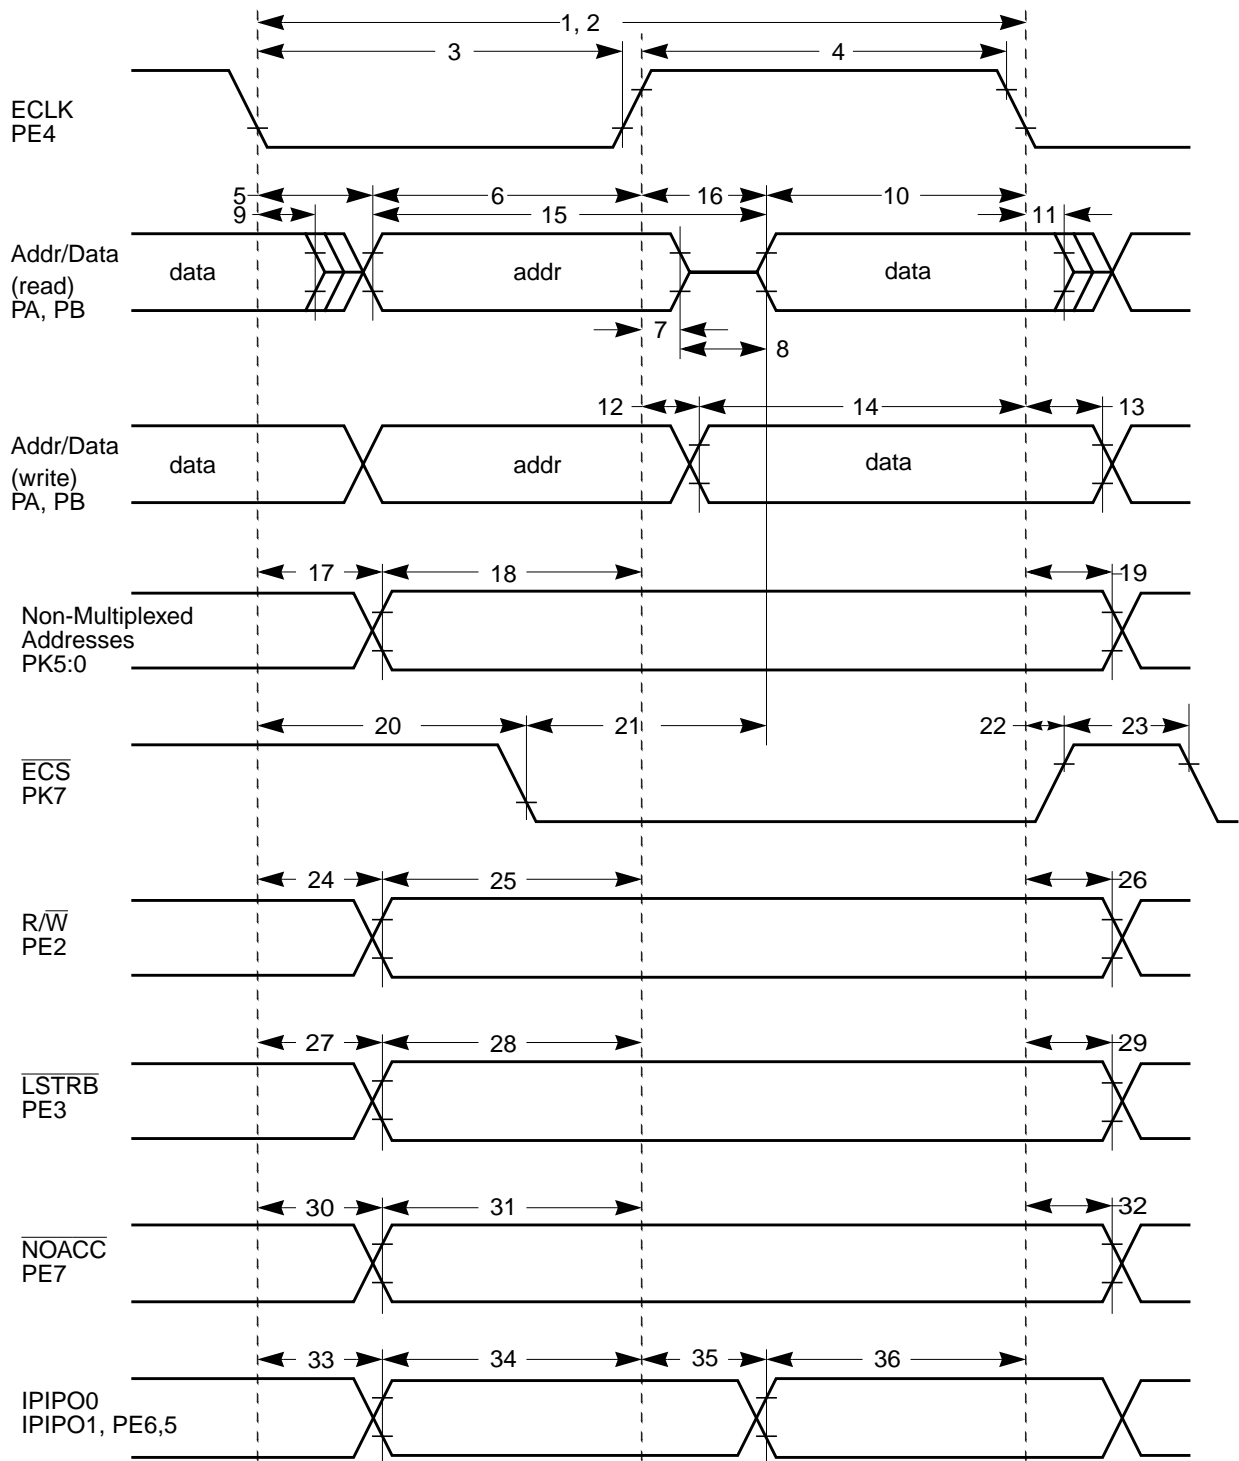 1, 2
3 4
ECLK
PE4
5 6 16 10
9 15 11
Addr/Data
(read)
PA, PB
data addr data
7 8
12 14 13
Addr/Data
(write)
PA, PB
data addr data
17 18 19
Non-Multiplexed
Addresses
PK5:0
20 21 22 23
ECS
PK7
24 25 26
R/W
PE2
27 28 29
LSTRB
PE3
30 31 32
NOACC
PE7
33 34 35 36
IPIPO0
IPIPO1, PE6,5